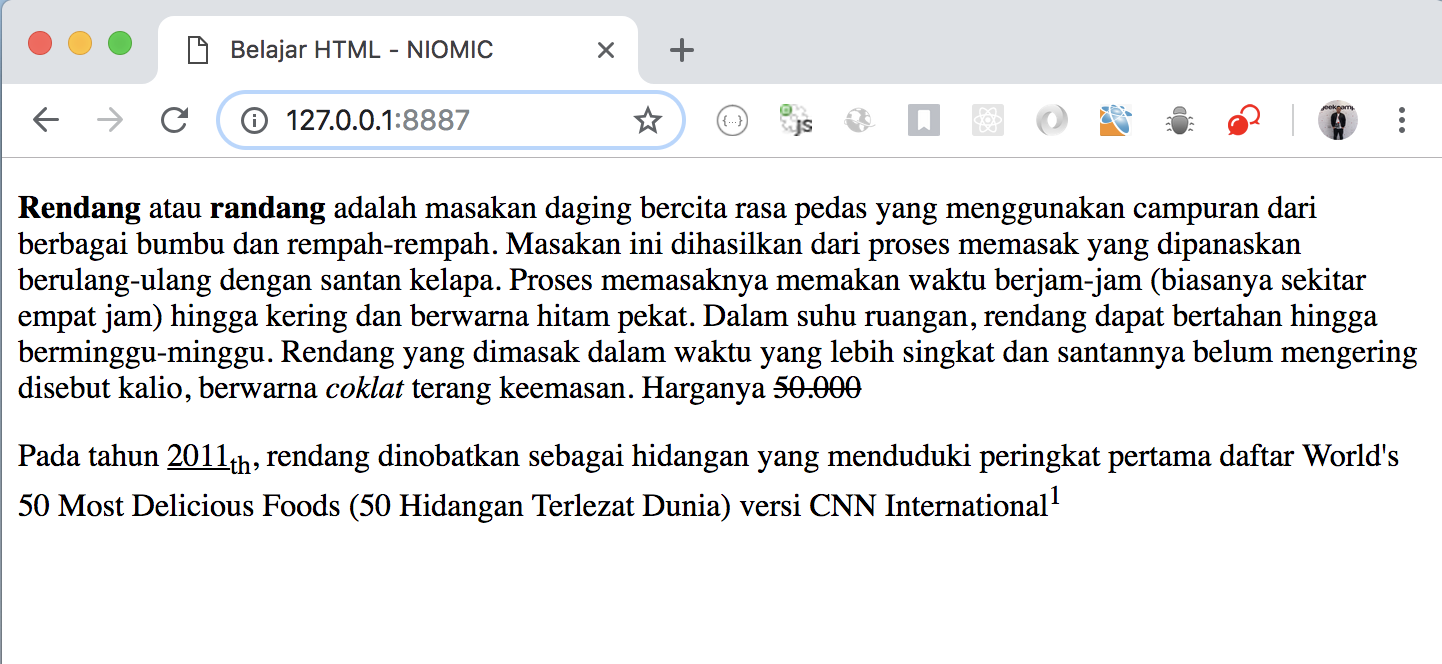 Belajar HTML - NIOMIC
127.0.0.1:8887
{...}
JS
Rendang atau randang adalah masakan daging bercita rasa pedas yang menggunakan campuran dari
berbagai bumbu dan rempah-rempah. Masakan ini dihasilkan dari proses memasak yang dipanaskan
berulang-ulang dengan santan kelapa. Proses memasaknya memakan waktu berjam-jam (biasanya sekitar
empat jam) hingga kering dan berwarna hitam pekat. Dalam suhu ruangan, rendang dapat bertahan hingga
berminggu-minggu. Rendang yang dimasak dalam waktu yang lebih singkat dan santannya belum mengering
disebut kalio, berwarna coklat terang keemasan. Harganya 50.000
Pada tahun 2011th, rendang dinobatkan sebagai hidangan yang menduduki peringkat pertama daftar World's
50 Most Delicious Foods (50 Hidangan Terlezat Dunia) versi CNN International1